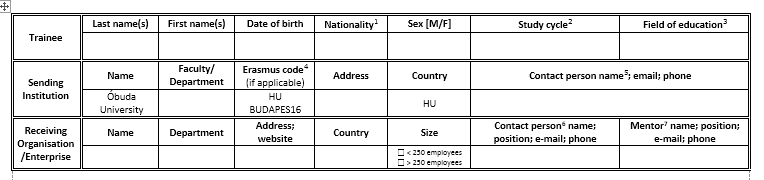 Trainee
Last name(s)
First name(s)
Date of birth
Nationality¹
Sex [M/F]
Study cycle²
Field of education³
Sending
Institution
Name
Faculty/
Department
Erasmus code⁴
(if applicable)
Address
Country
Contact person name⁵; email; phone
Óbuda
University
HU
BUDAPES16
HU
Receiving
Organisation
/Enterprise
Name
Department
Address;
website
Country
Size
Contact person⁶ name;
position; e-mail; phone
Mentor⁷ name; position;
e-mail; phone
☐ < 250 employees
☐ > 250 employees